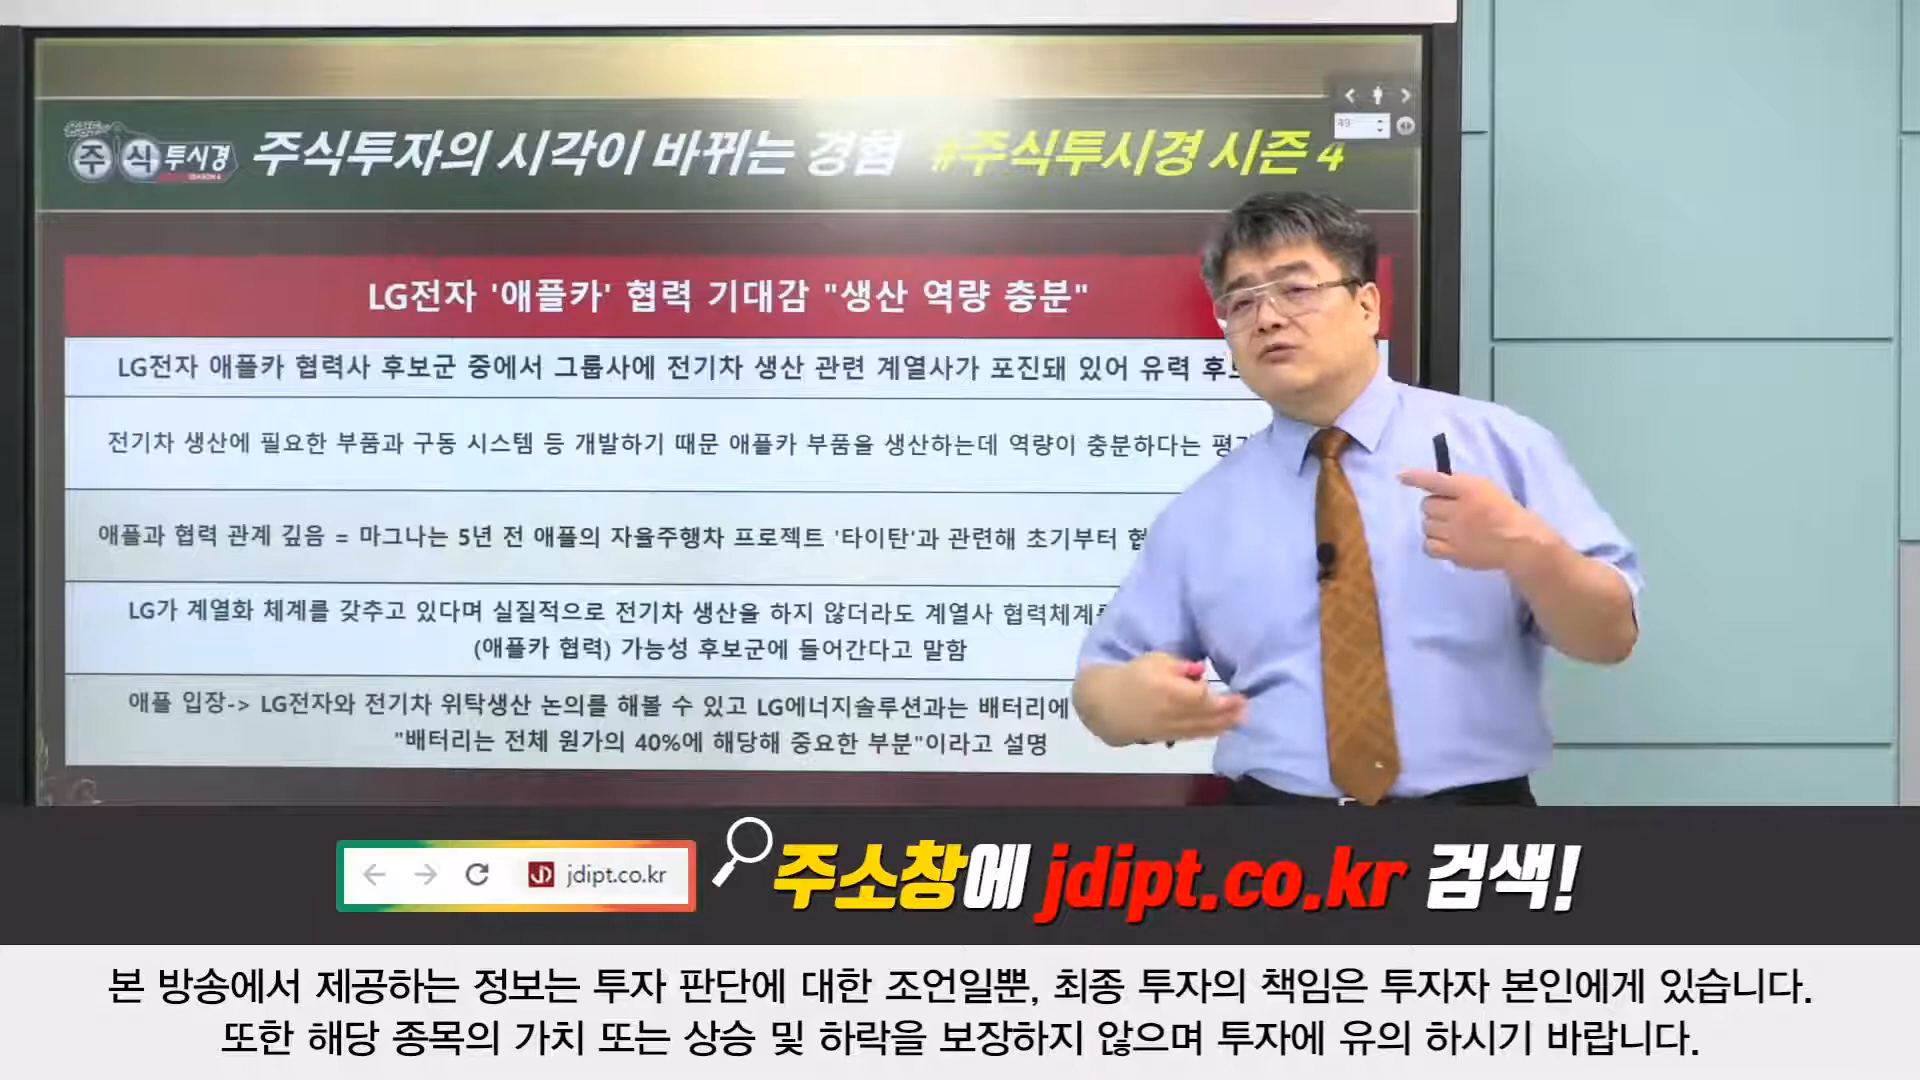 주식투시경 주식투자의 시각이 바뀌는 경험 #주식투시경 시즌 4
49
LG전자 '애플카' 협력 기대감 "생산 역량 충분"
LG전자 애플카 협력사 후보군 중에서 그룹사에 전기차 생산 관련 계열사가 포진돼 있어 유력
전기차 생산에 필요한 부품과 구동 시스템 등 개발하기 때문 애플카 부품을 생산하는데 역량이 충분하다는
애플과 협력 관계 깊음 = 마그나는 5년 전 애플의 자율주행차 프로젝트 '타이탄'과 관련해 초기부터
LG가 계열화 체계를 갖추고 있다며 실질적으로 전기차 생산을 하지 않더라도 계열사
(애플카 협력) 가능성 후보군에 들어간다고 말함
애플 입장-> LG전자와 전기차 위탁생산 논의를 해볼 수 있고 LG에너지솔루션과는 배터리에
"배터리는 전체 원가의 40%에 해당해 중요한 부분"이라고 설명
JD jdipt.co.kr 주소창에 jdipt.co.kr 검색!
본 방송에서 제공하는 정보는 투자 판단에 대한 조언일뿐, 최종 투자의 책임은 투자자 본인에게 있습니다.
또한 해당 종목의 가치 또는 상승 및 하락을 보장하지 않으며 투자에 유의 하시기 바랍니다.